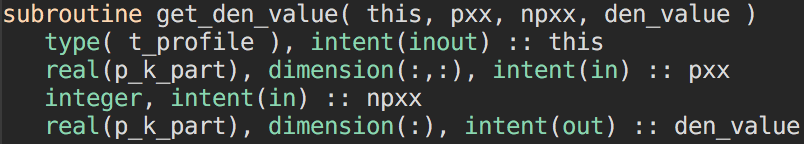 subroutine get_den_value( this, pxx, npxx, den_value )
type( t_profile ), intent(inout) :: this
real(p_k_part), dimension(:,:), intent(in) :: pxx
integer, intent(in) :: npxx
real(p_k_part), dimension(:), intent(out) :: den_value